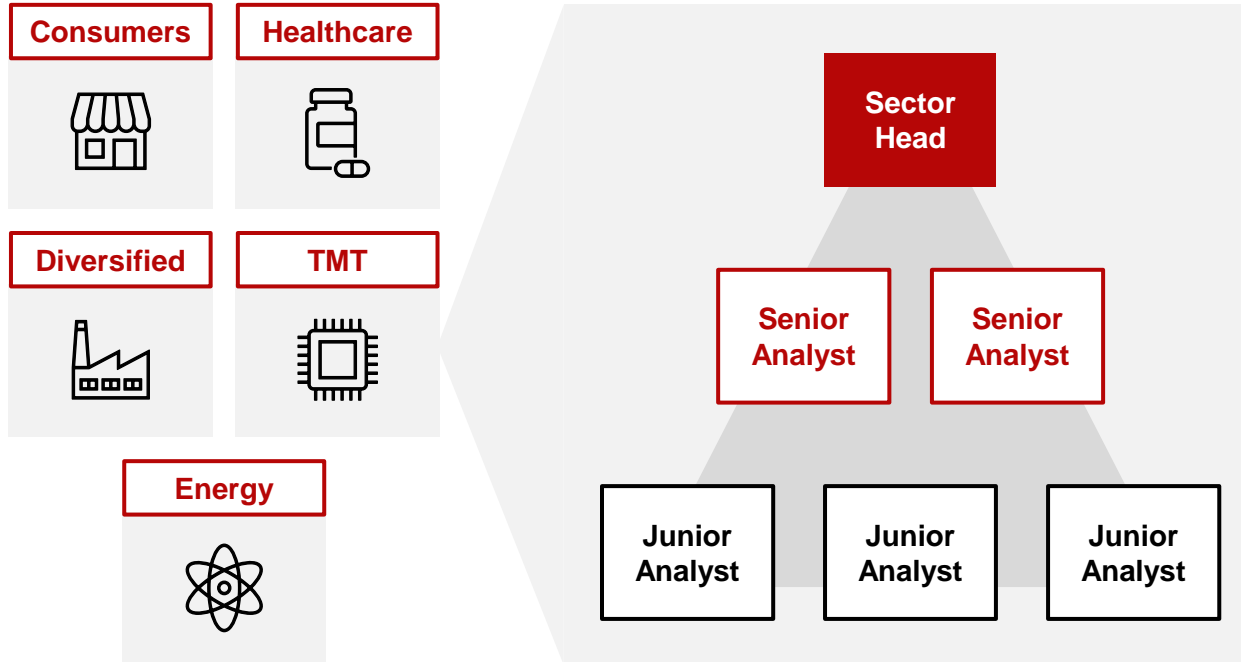 Consumers
Healthcare
Diversified
TMT
Energy
Sector
Head
Senior
Analyst
Senior
Analyst
Junior
Analyst
Junior
Analyst
Junior
Analyst